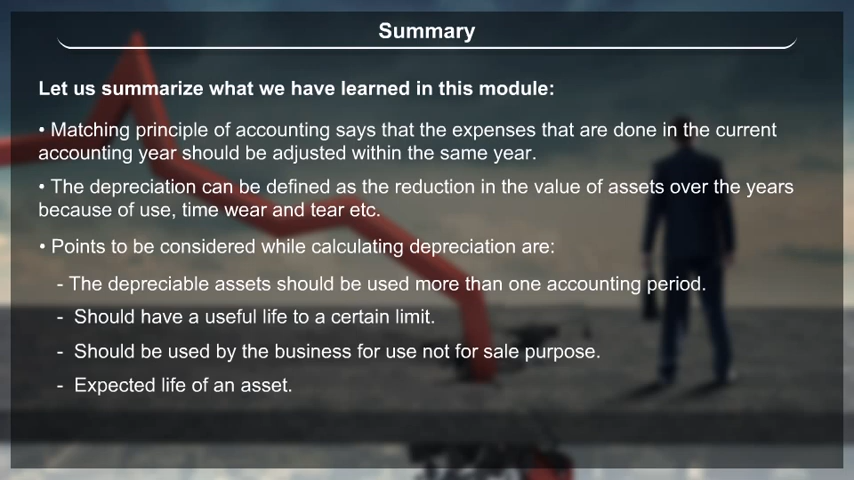 Summary
Let us summarize what we have learned in this module:
• Matching principle of accounting says that the expenses that are done in the current
accounting year should be adjusted within the same year.
• The depreciation can be defined as the reduction in the value of assets over the years
because of use, time wear and tear etc.
• Points to be considered while calculating depreciation are:
- The depreciable assets should be used more than one accounting period.
- Should have a useful life to a certain limit.
- Should be used by the business for use not for sale purpose.
- Expected life of an asset.